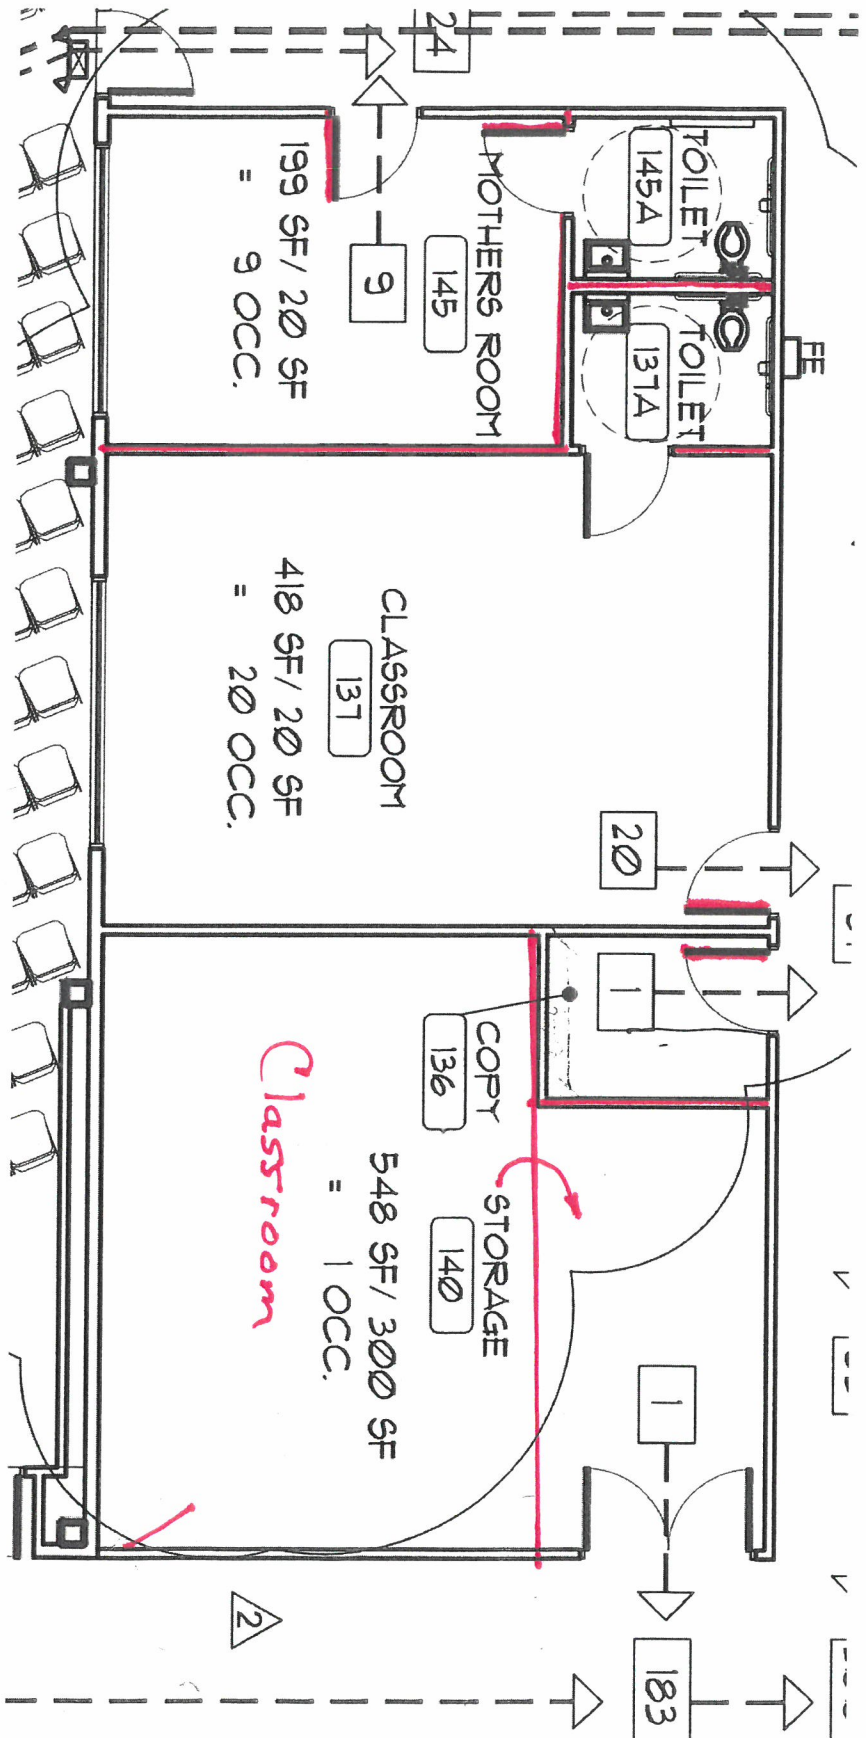 24
TOILET
145A
MOTHERS ROOM
145
199 SF/ 20 SF
= 9 OCC.
9
TOILET
137A
FE
CLASSROOM
137
418 SF/ 20 SF
= 20 OCC.
20
1
COPY
136
STORAGE
140
548 SF/ 300 SF
= 1 OCC.
Classroom
1
2
183